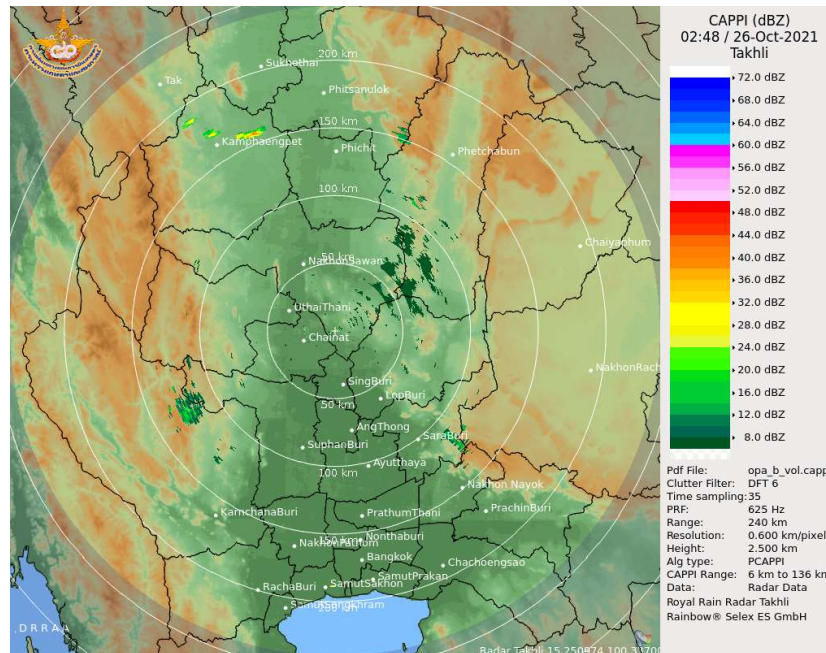 CAPPI (dBZ)
02:48 / 26-Oct-2021
Takhli
72.0 dBZ
68.0 dBZ
64.0 dBZ
60.0 dBZ
56.0 dBZ
52.0 dBZ
48.0 dBZ
44.0 dBZ
40.0 dBZ
36.0 dBZ
32.0 dBZ
28.0 dBZ
24.0 dBZ
20.0 dBZ
16.0 dBZ
12.0 dBZ
8.0 dBZ
Pdf File: opa_b_vol.capp
Clutter Filter: DFT 6
Time sampling:35
PRF: 625 Hz
Range: 240 km
Resolution: 0.600 km/pixel
Height: 2.500 km
Alg type: PCAPPI
CAPPI Range: 6 km to 136 km
Data: Radar Data
Royal Rain Radar Takhli
Rainbow® Selex ES GmbH
200 km
Sukhothai
Tak
Phitsanulok
150 km
Kamphaengpet
Phichit
Phetchabun
100 km
Chaiyaphum
50 km
NakhonSawan
UthaiThani
Chainat
NakhonRach
SingBuri
LopBuri
50 km
AngThong
SaraBuri
SuphanBuri
Ayutthaya
100 km
Nakhon Nayok
KarnchanaBuri
PrathumThani
PrachinBuri
Nonthaburi
150 km
NakhonPathom
Bangkok
Chachoengsao
SamutPrakan
RachaBuri
SamutSakhon
SamutSongkhram
200 km
.DRRAA